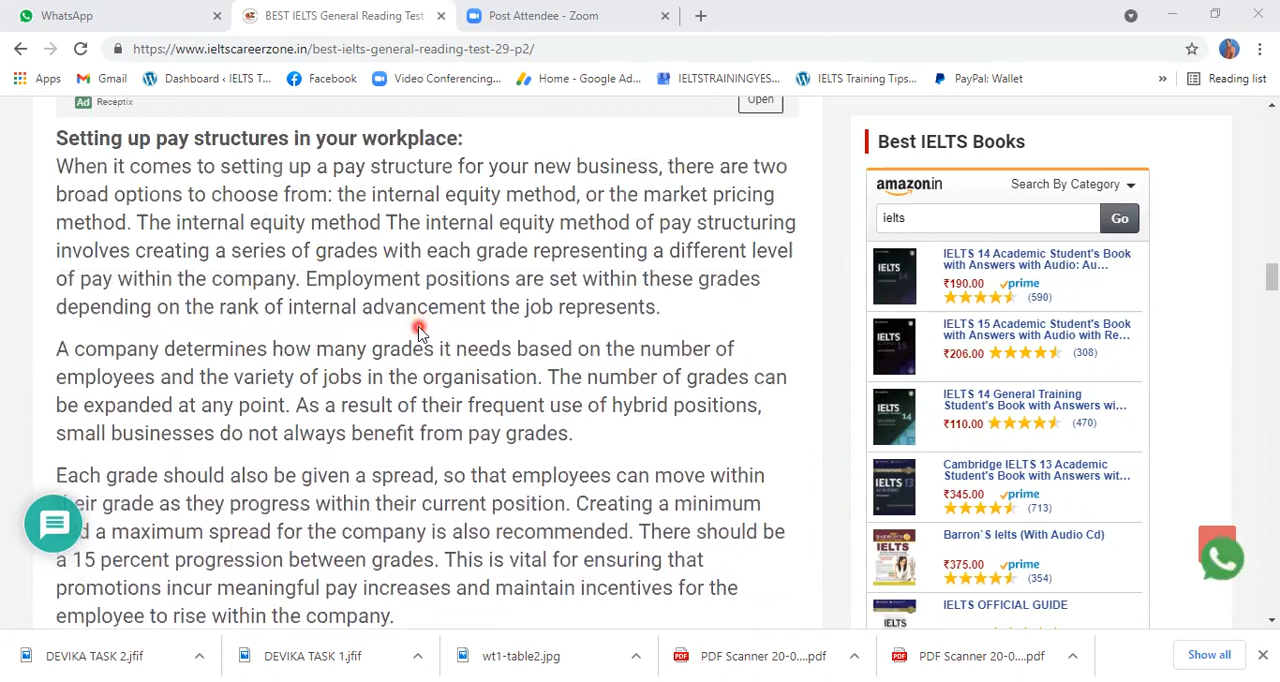 WhatsApp
BEST IELTS General Reading Test
Post Attendee - Zoom
https://www.ieltscareerzone.in/best-ielts-general-reading-test-29-p2/
Apps
Gmail
Dashboard ‹ IELTS T...
Facebook
Video Conferencing...
Home - Google Ad...
IELTSTRAININGYES...
IELTS Training Tips...
PayPal: Wallet
»
Reading list
Ad Receptix
Open
Setting up pay structures in your workplace:
When it comes to setting up a pay structure for your new business, there are two
broad options to choose from: the internal equity method, or the market pricing
method. The internal equity method The internal equity method of pay structuring
involves creating a series of grades with each grade representing a different level
of pay within the company. Employment positions are set within these grades
depending on the rank of internal advancement the job represents.
A company determines how many grades it needs based on the number of
employees and the variety of jobs in the organisation. The number of grades can
be expanded at any point. As a result of their frequent use of hybrid positions,
small businesses do not always benefit from pay grades.
Each grade should also be given a spread, so that employees can move within
their grade as they progress within their current position. Creating a minimum
a maximum spread for the company is also recommended. There should be
a 15 percent progression between grades. This is vital for ensuring that
promotions incur meaningful pay increases and maintain incentives for the
employee to rise within the company.
Best IELTS Books
amazon.in
Search By Category
ielts
Go
IELTS
IELTS 14 Academic Student's Book
with Answers with Audio: Au...
₹190.00 prime
(590)
IELTS
IELTS 15 Academic Student's Book
with Answers with Audio with Re...
₹206.00 (308)
IELTS
14
IELTS 14 General Training
Student's Book with Answers wi...
₹110.00 (470)
IELTS
Cambridge IELTS 13 Academic
Student's Book with Answers wit...
₹345.00 prime
(713)
IELTS
Barron`s Ielts (With Audio Cd)
₹375.00 prime
(354)
IELTS
IELTS OFFICIAL GUIDE
DEVIKA TASK 2.jfif
DEVIKA TASK 1.jfif
wt1-table2.jpg
PDF Scanner 20-0....pdf
PDF Scanner 20-0....pdf
Show all